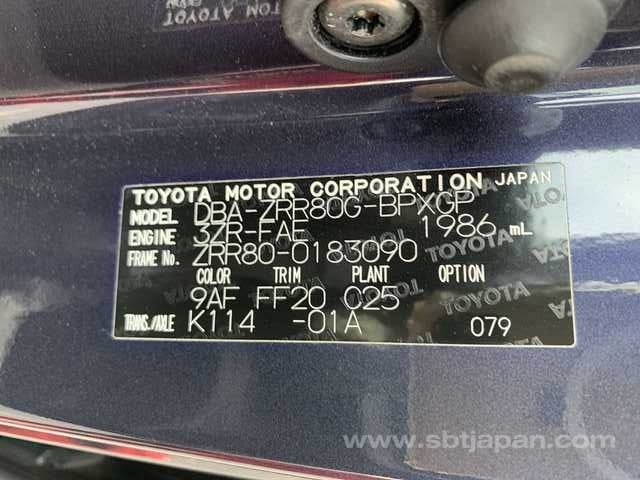 TOYOTA MOTOR CORPORATION JAPAN
MODEL DBA-ZRR80G-BPXGP
ENGINE 3ZR-FAE 1986 mL
FRAME No. ZRR80-0183090
COLOR TRIM PLANT OPTION
9AF FF20 C25
TRANS./AXLE K114 -01A 079
www.sbtjapan.com